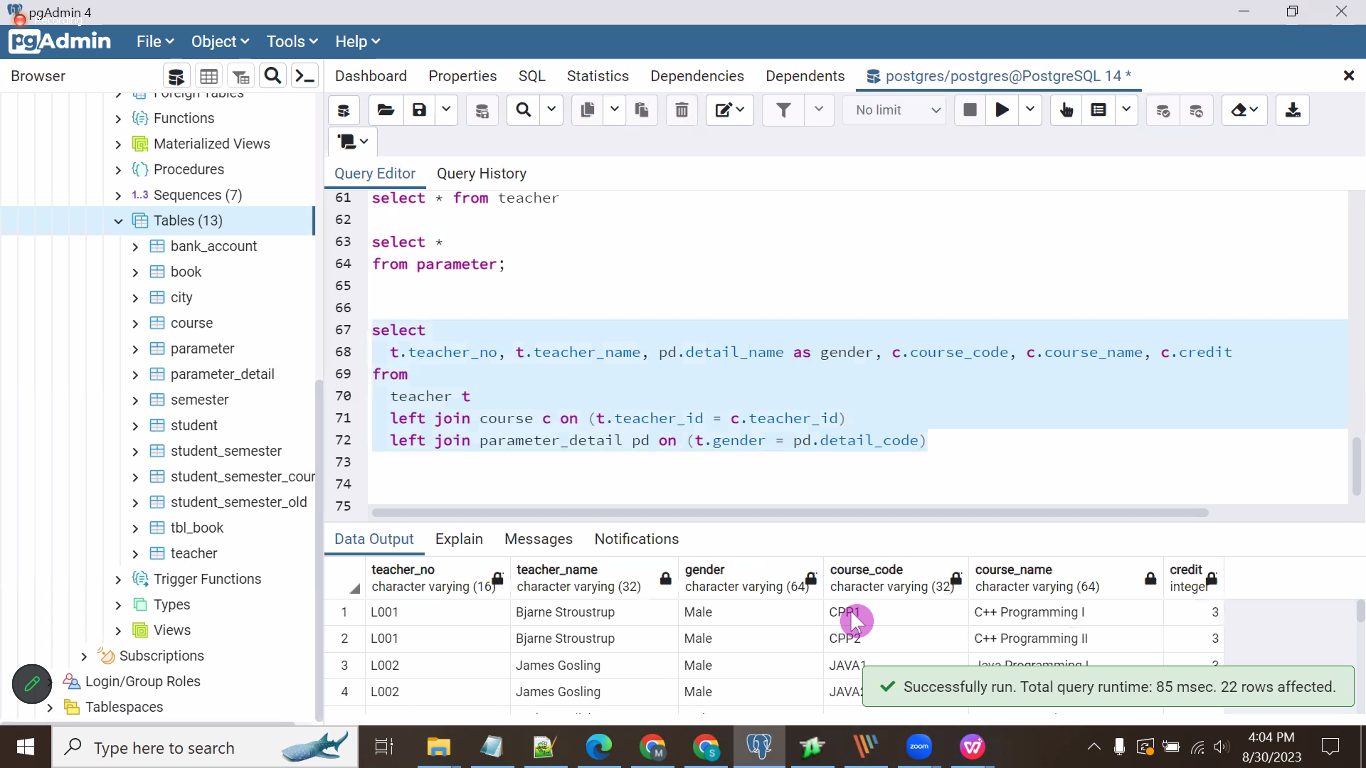 pgAdmin 4
Recording
pgAdmin File Object Tools Help
Browser
Dashboard Properties SQL Statistics Dependencies Dependents postgres/postgres@PostgreSQL 14 *
No limit
Foreign Tables
Functions
Materialized Views
Procedures
1..3 Sequences (7)
Tables (13)
bank_account
book
city
course
parameter
parameter_detail
semester
student
student_semester
student_semester_cour
student_semester_old
tbl_book
teacher
Trigger Functions
Types
Views
Subscriptions
Login/Group Roles
Tablespaces
Query Editor Query History
61 select * from teacher
62
63 select *
64 from parameter;
65
66
67 select
68 t.teacher_no, t.teacher_name, pd.detail_name as gender, c.course_code, c.course_name, c.credit
69 from
70 teacher t
71 left join course c on (t.teacher_id = c.teacher_id)
72 left join parameter_detail pd on (t.gender = pd.detail_code)
73
74
75
Data Output Explain Messages Notifications
teacher_no teacher_name gender course_code course_name credit
character varying (16) character varying (32) character varying (64) character varying (32) character varying (64) integer
1 L001 Bjarne Stroustrup Male CPP1 C++ Programming I 3
2 L001 Bjarne Stroustrup Male CPP2 C++ Programming II 3
3 L002 James Gosling Male JAVA1 Java Programming I 3
4 L002 James Gosling Male JAVA2
Successfully run. Total query runtime: 85 msec. 22 rows affected.
Type here to search
zoom
4:04 PM
8/30/2023